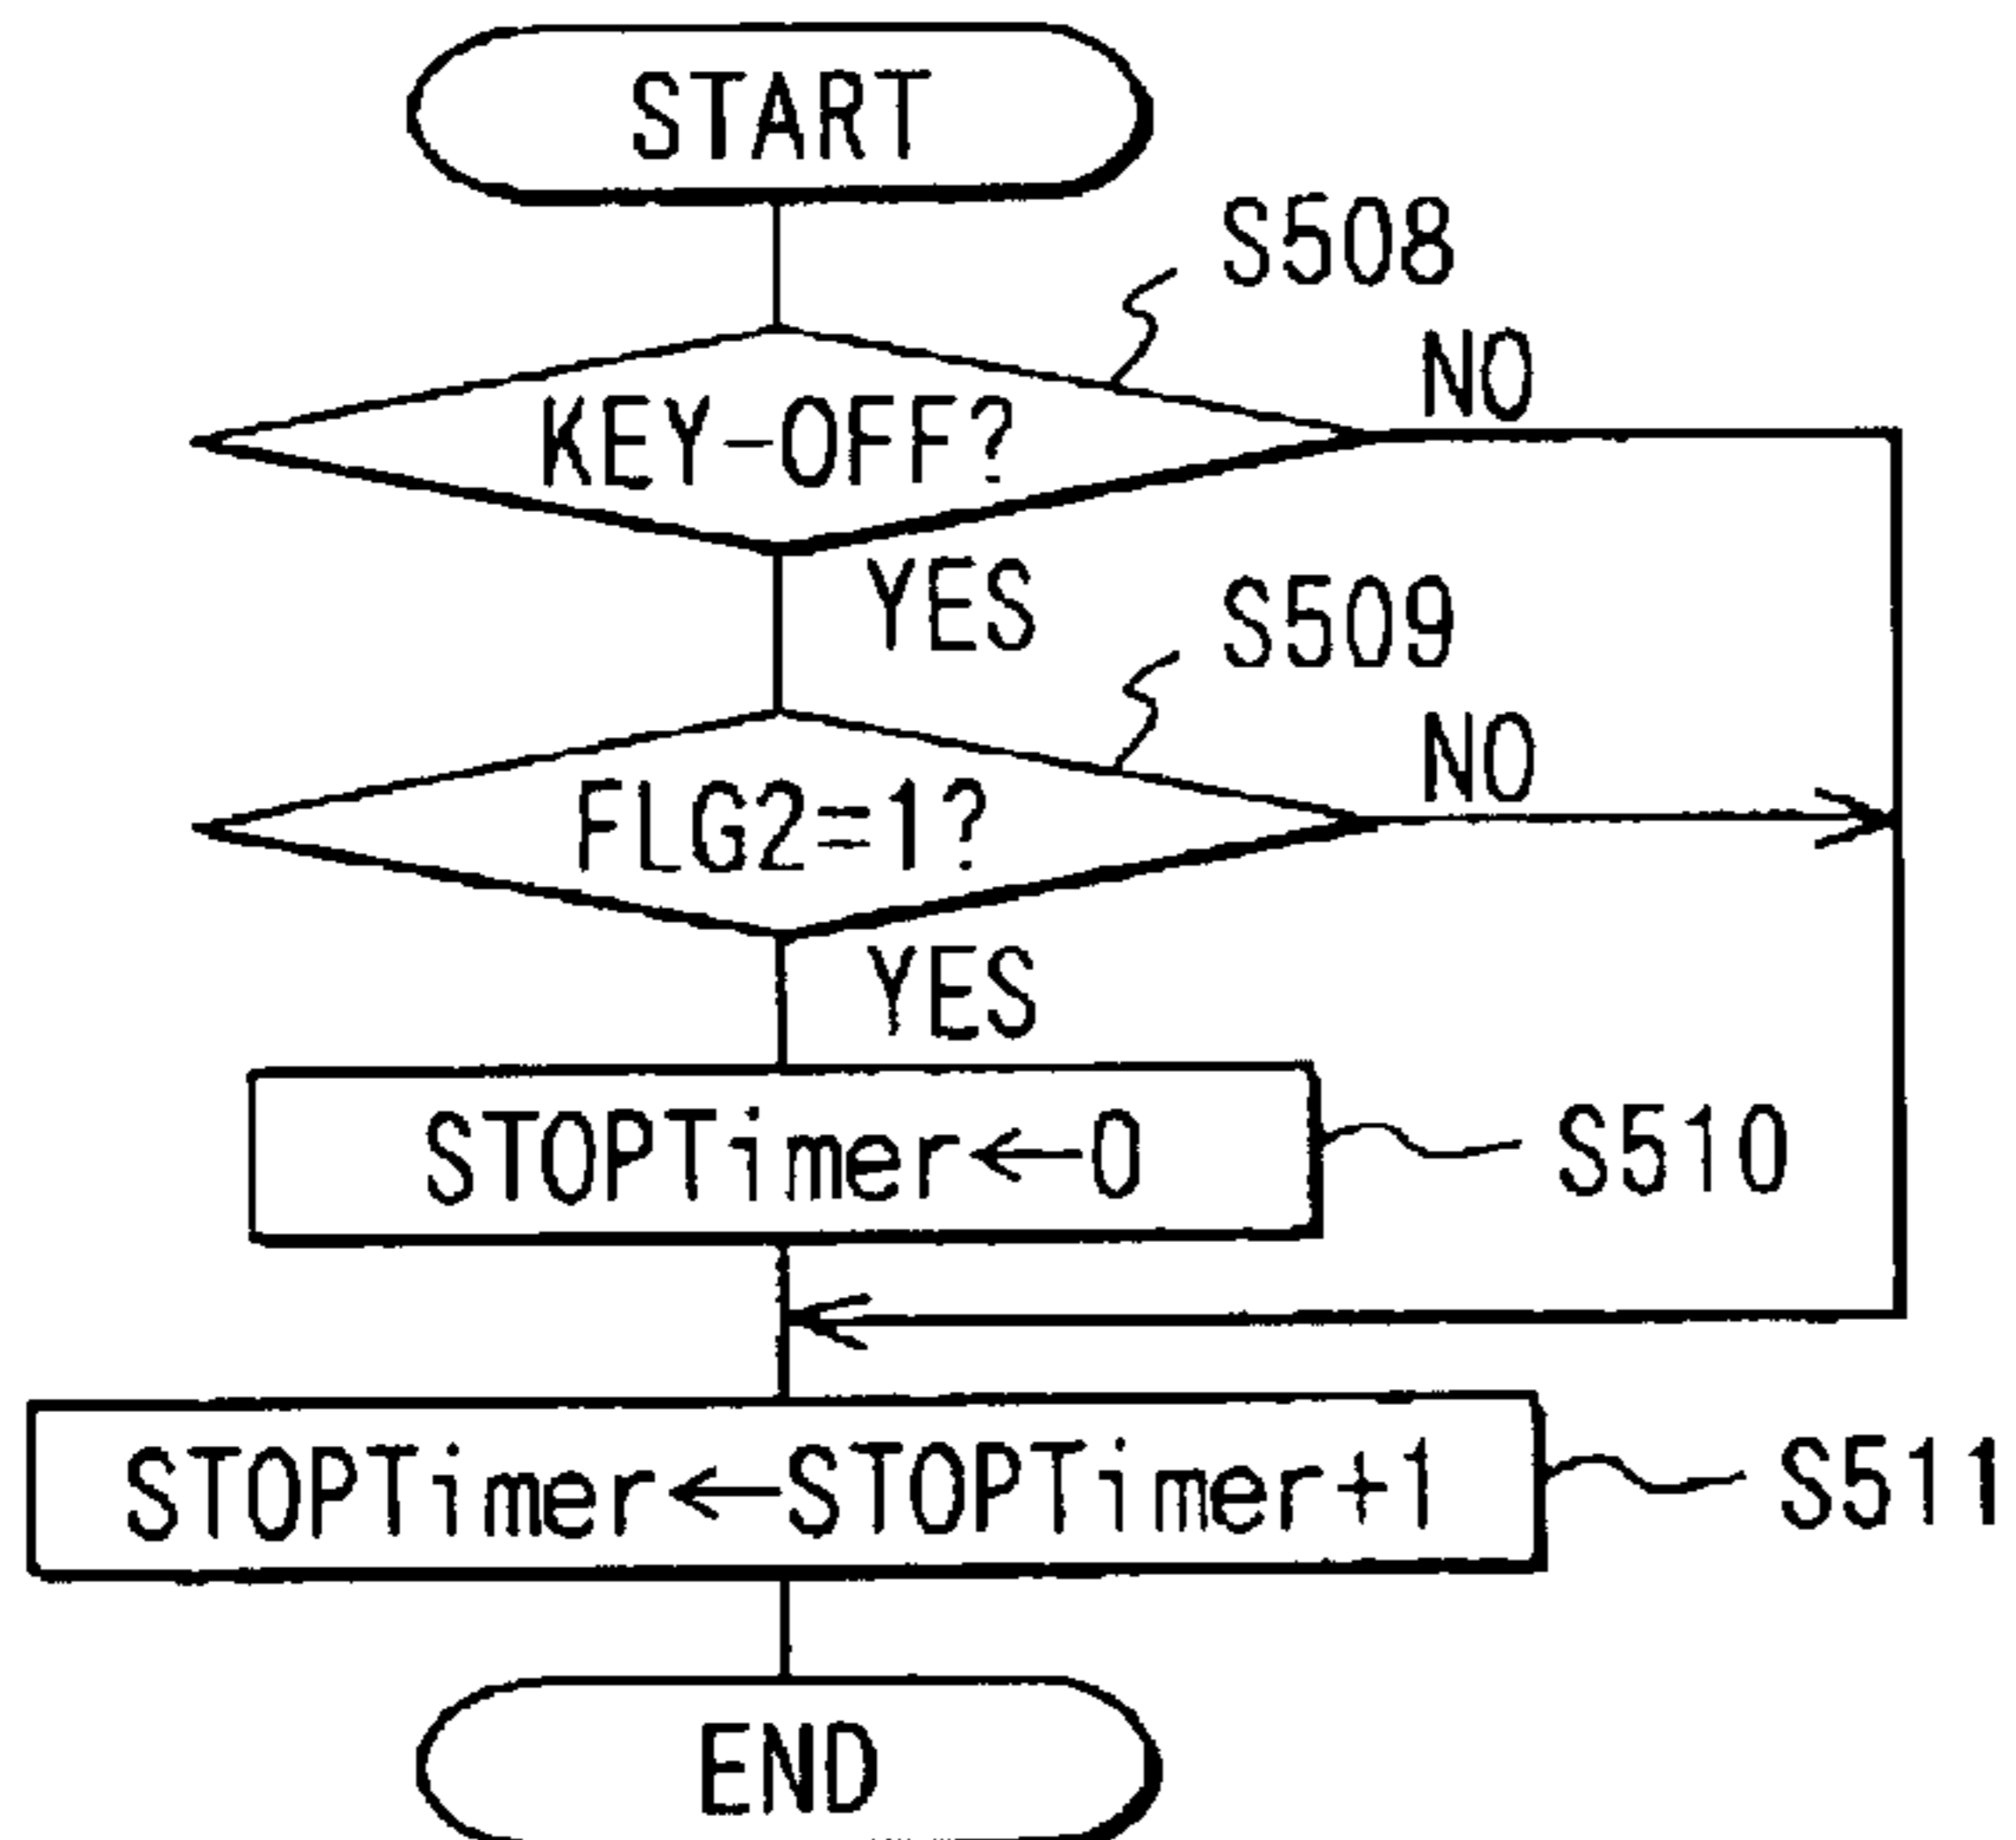 START
S508
KEY-OFF?
NO
YES
S509
FLG2=1?
NO
YES
STOPTimer←0
S510
STOPTimer←STOPTimer+1
S511
END